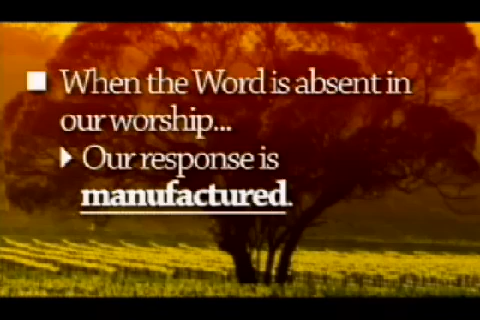 ■ When the Word is absent in
our worship...
▶ Our response is
manufactured.